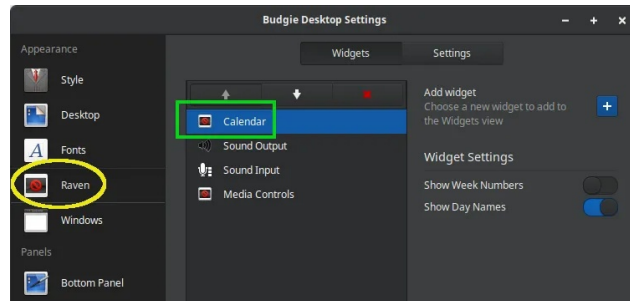 Budgie Desktop Settings
Appearance
Style
Desktop
Fonts
Raven
Windows
Panels
Bottom Panel
Widgets
Settings
Calendar
Sound Output
Sound Input
Media Controls
Add widget
Choose a new widget to add to
the Widgets view
Widget Settings
Show Week Numbers
Show Day Names